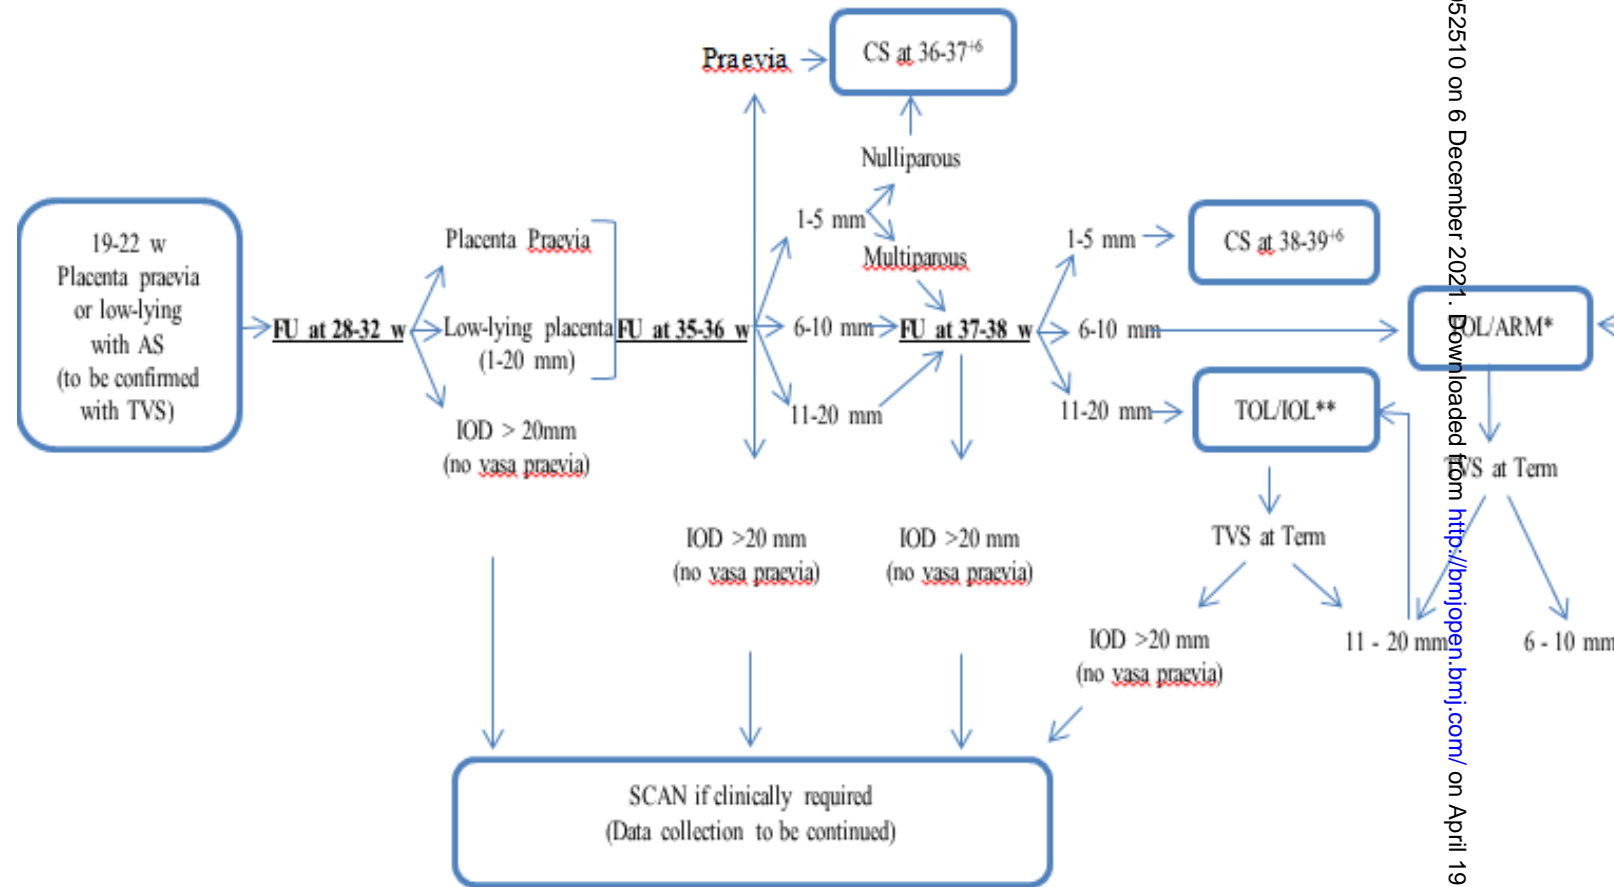 Praevia
CS at 36-37+6
Nulliparous
1-5 mm
Multiparous
19-22 w
Placenta praevia
or low-lying
with AS
(to be confirmed
with TVS)
FU at 28-32 w
Placenta Praevia
Low-lying placenta
(1-20 mm)
IOD > 20mm
(no vasa praevia)
FU at 35-36 w
6-10 mm
11-20 mm
FU at 37-38 w
1-5 mm
CS at 38-39+6
6-10 mm
11-20 mm
TOL/IOL**
OL/ARM*
TVS at Term
IOD >20 mm
(no vasa praevia)
IOD >20 mm
(no vasa praevia)
TVS at Term
IOD >20 mm
(no vasa praevia)
11 - 20 mm
6 - 10 mm
SCAN if clinically required
(Data collection to be continued)
52510 on 6 December 2021. Downloaded from http://bmjopen.bmj.com/ on April 19